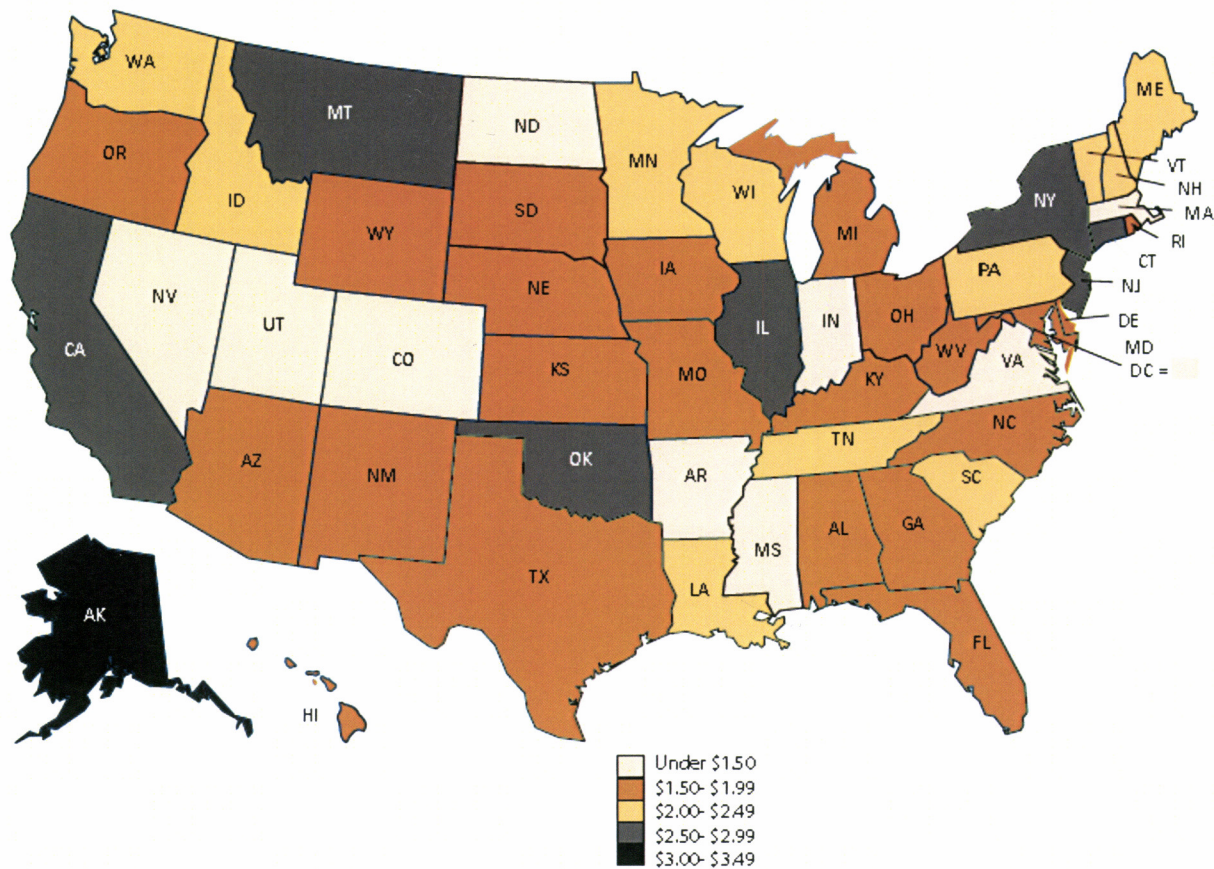 WA
MT
ND
ME
OR
MN
VT
ID
WI
NH
SD
NY
MA
WY
MI
RI
IA
PA
CT
NE
NJ
NV
OH
IN
DE
UT
IL
CA
CO
WV
MD
VA
DC =
KS
MO
KY
NC
TN
AZ
OK
NM
AR
SC
AL
GA
MS
TX
LA
AK
FL
HI
Under $1.50
$1.50- $1.99
$2.00- $2.49
$2.50- $2.99
$3.00- $3.49